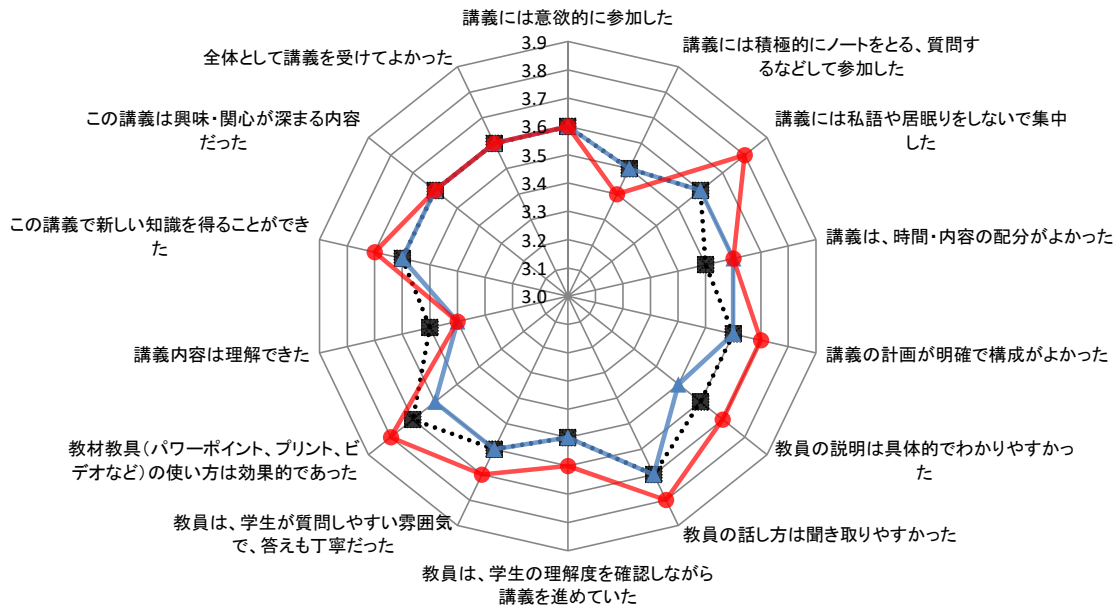 講義には意欲的に参加した
講義には積極的にノートをとる、質問す
るなどして参加した
講義には私語や居眠りをしないで集中
した
講義は、時間・内容の配分がよかった
講義の計画が明確で構成がよかった
教員の説明は具体的でわかりやすかっ
た
教員の話し方は聞き取りやすかった
教員は、学生の理解度を確認しながら
講義を進めていた
教員は、学生が質問しやすい雰囲気
で、答えも丁寧だった
教材教具(パワーポイント、プリント、ビ
デオなど)の使い方は効果的であった
講義内容は理解できた
この講義で新しい知識を得ることができ
た
この講義は興味・関心が深まる内容
だった
全体として講義を受けてよかった
3.9
3.8
3.7
3.6
3.5
3.4
3.3
3.2
3.1
3.0